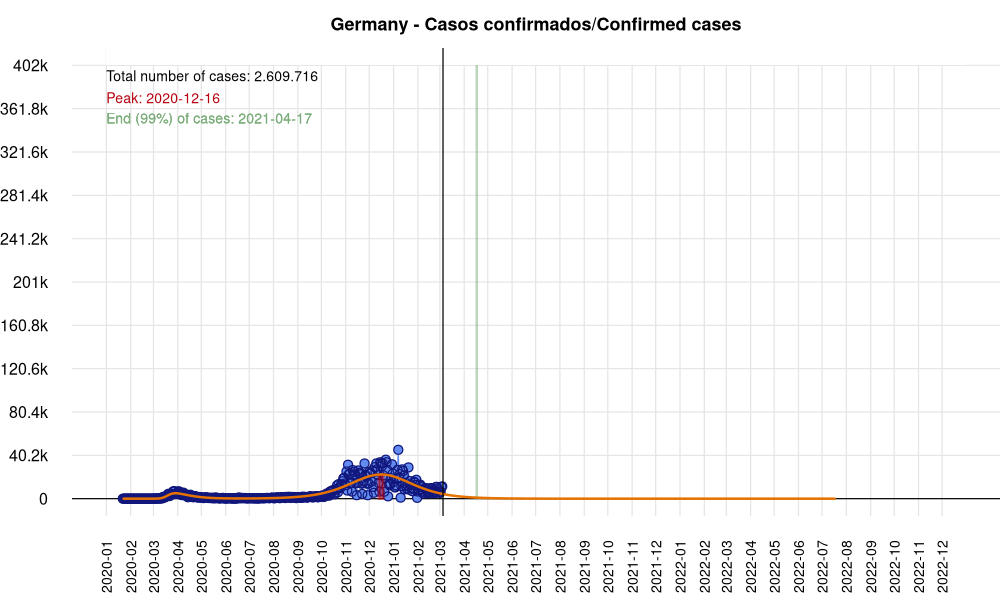 Germany - Casos confirmados/Confirmed cases
Total number of cases: 2.609.716
Peak: 2020-12-16
End (99%) of cases: 2021-04-17
402k
361.8k
321.6k
281.4k
241.2k
201k
160.8k
120.6k
80.4k
40.2k
0
2020-01
2020-02
2020-03
2020-04
2020-05
2020-06
2020-07
2020-08
2020-09
2020-10
2020-11
2020-12
2021-01
2021-02
2021-03
2021-04
2021-05
2021-06
2021-07
2021-08
2021-09
2021-10
2021-11
2021-12
2022-01
2022-02
2022-03
2022-04
2022-05
2022-06
2022-07
2022-08
2022-09
2022-10
2022-11
2022-12